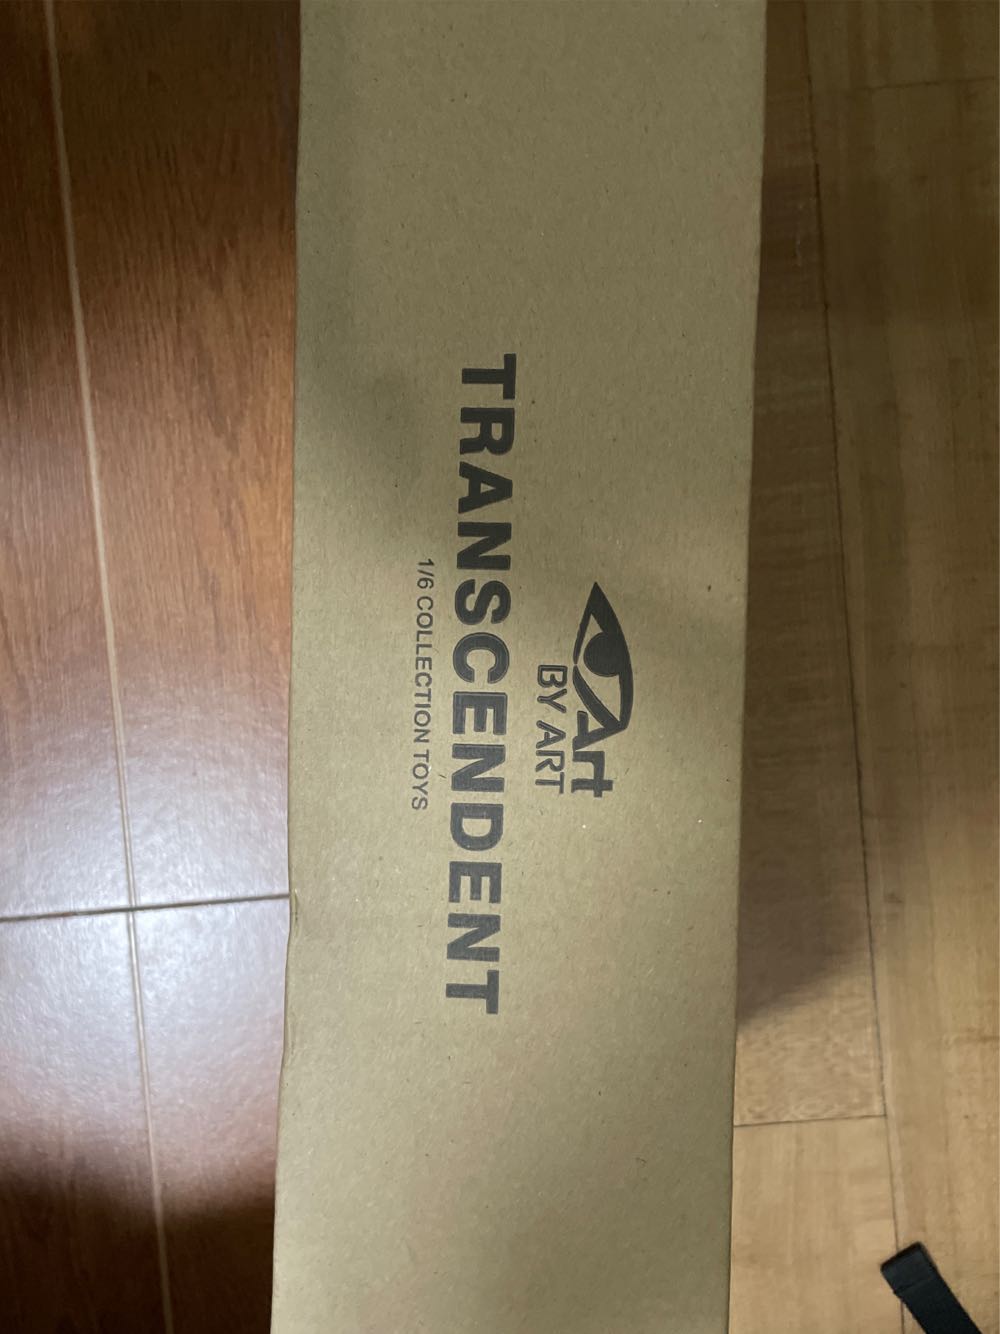 Art
BY ART
TRANSCENDENT
1/6 COLLECTION TOYS